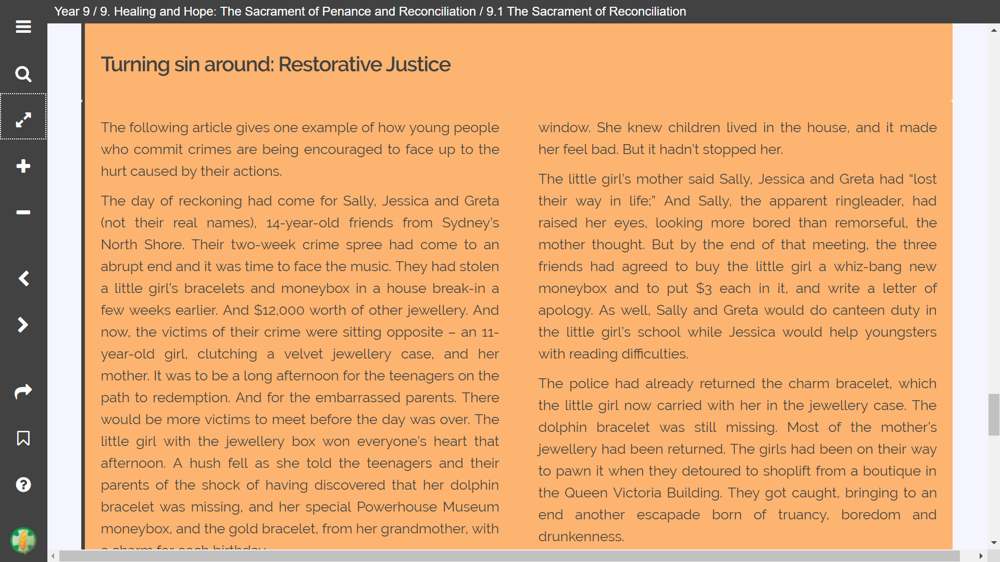 Year 9 / 9. Healing and Hope: The Sacrament of Penance and Reconciliation / 9.1 The Sacrament of Reconciliation
Turning sin around: Restorative Justice
The following article gives one example of how young people
who commit crimes are being encouraged to face up to the
hurt caused by their actions.
The day of reckoning had come for Sally, Jessica and Greta
(not their real names), 14-year-old friends from Sydney’s
North Shore. Their two-week crime spree had come to an
abrupt end and it was time to face the music. They had stolen
a little girl’s bracelets and moneybox in a house break-in a
few weeks earlier. And $12,000 worth of other jewellery. And
now, the victims of their crime were sitting opposite – an 11-
year-old girl, clutching a velvet jewellery case, and her
mother. It was to be a long afternoon for the teenagers on the
path to redemption. And for the embarrassed parents. There
would be more victims to meet before the day was over. The
little girl with the jewellery box won everyone’s heart that
afternoon. A hush fell as she told the teenagers and their
parents of the shock of having discovered that her dolphin
bracelet was missing, and her special Powerhouse Museum
moneybox, and the gold bracelet, from her grandmother, with
a charm for each birthday.
window. She knew children lived in the house, and it made
her feel bad. But it hadn’t stopped her.
The little girl’s mother said Sally, Jessica and Greta had “lost
their way in life;” And Sally, the apparent ringleader, had
raised her eyes, looking more bored than remorseful, the
mother thought. But by the end of that meeting, the three
friends had agreed to buy the little girl a whiz-bang new
moneybox and to put $3 each in it, and write a letter of
apology. As well, Sally and Greta would do canteen duty in
the little girl’s school while Jessica would help youngsters
with reading difficulties.
The police had already returned the charm bracelet, which
the little girl now carried with her in the jewellery case. The
dolphin bracelet was still missing. Most of the mother’s
jewellery had been returned. The girls had been on their way
to pawn it when they detoured to shoplift from a boutique in
the Queen Victoria Building. They got caught, bringing to an
end another escapade born of truancy, boredom and
drunkenness.